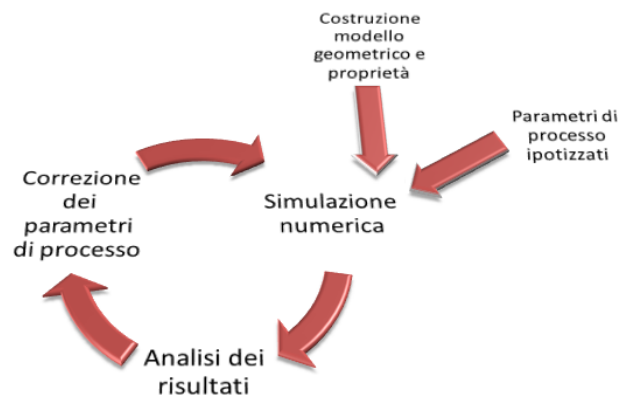 Costruzione
modello
geometrico e
proprietà
Parametri di
processo
ipotizzati
Simulazione
numerica
Correzione
dei
parametri
di processo
Analisi dei
risultati